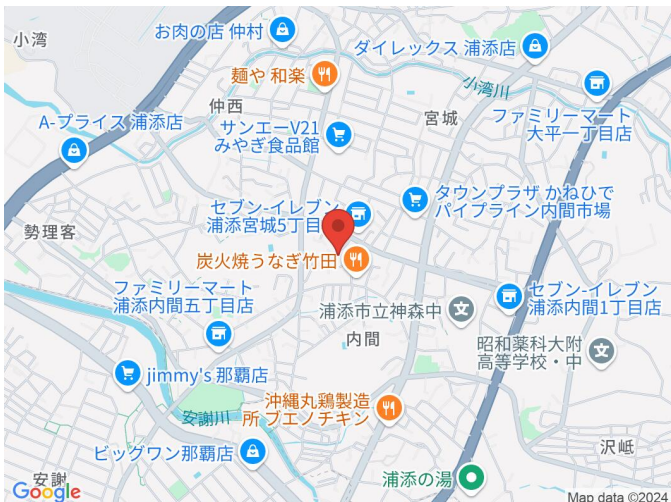 お肉の店 仲村
小湾
ダイレックス 浦添店
麺や 和楽
小湾川
仲西
宮城
ファミリーマート
大平一丁目店
A-プライス 浦添店
サンエーV21
みやぎ食品館
タウンプラザ かねひで
パイプライン内間市場
セブン-イレブン
浦添宮城5丁目
勢理客
炭火焼うなぎ竹田
ファミリーマート
浦添内間五丁目店
セブン-イレブン
浦添内間1丁目店
浦添市立神森中
内間
昭和薬科大附
高等学校・中
jimmy's 那覇店
沖縄丸鶏製造
所 ブエノチキン
安謝川
ビッグワン那覇店
沢岻
安謝
浦添の湯
Google
Map data ©2024